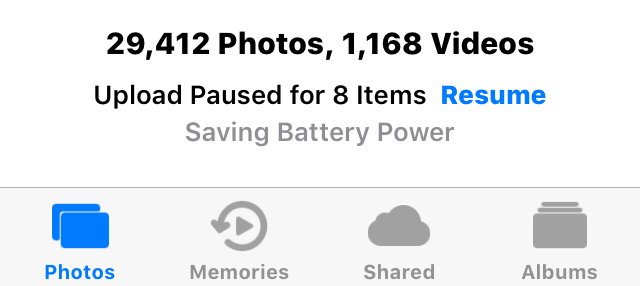 29,412 Photos, 1,168 Videos
Upload Paused for 8 Items Resume
Saving Battery Power
Photos Memories Shared Albums